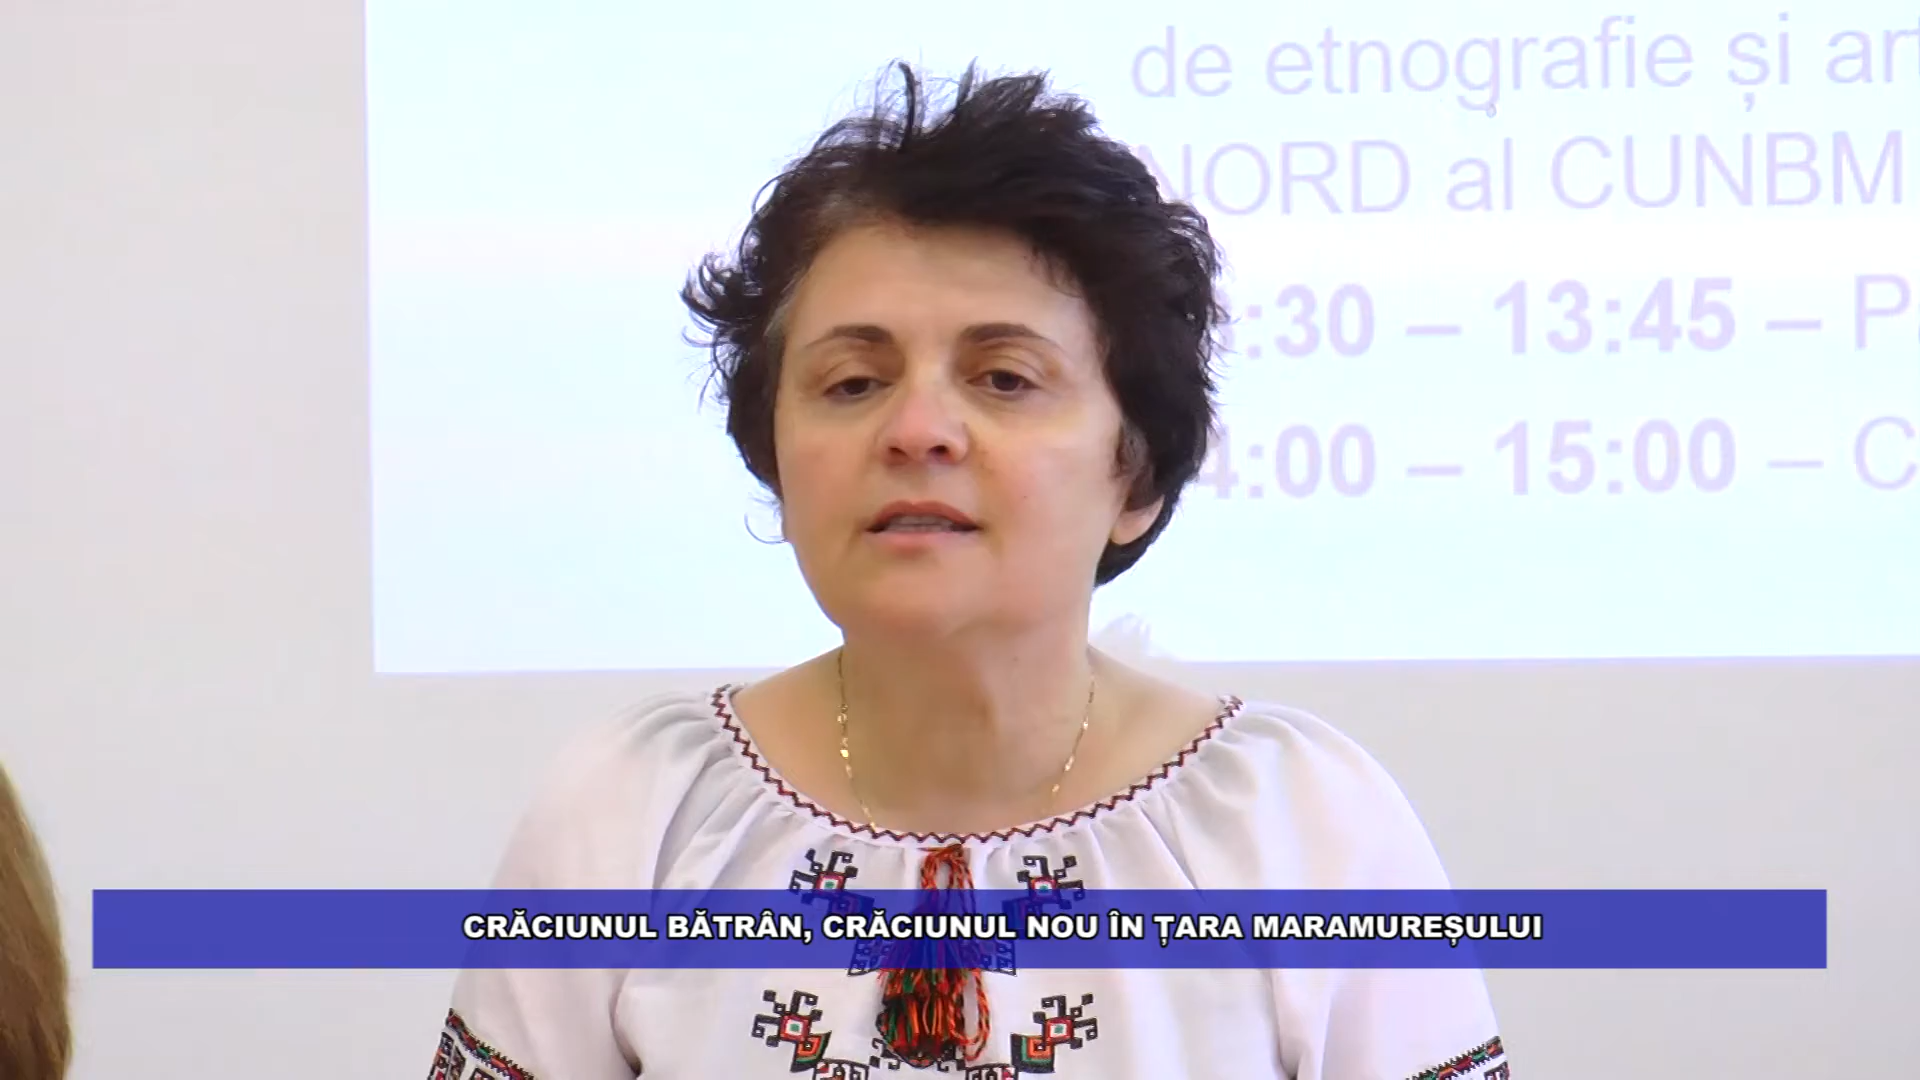 de etnografie și
NORD al CUNBM
:30 – 13:45 –
4:00 – 15:00 –
CRĂCIUNUL BĂTRÂN, CRĂCIUNUL NOU ÎN ȚARA MARAMUREȘULUI